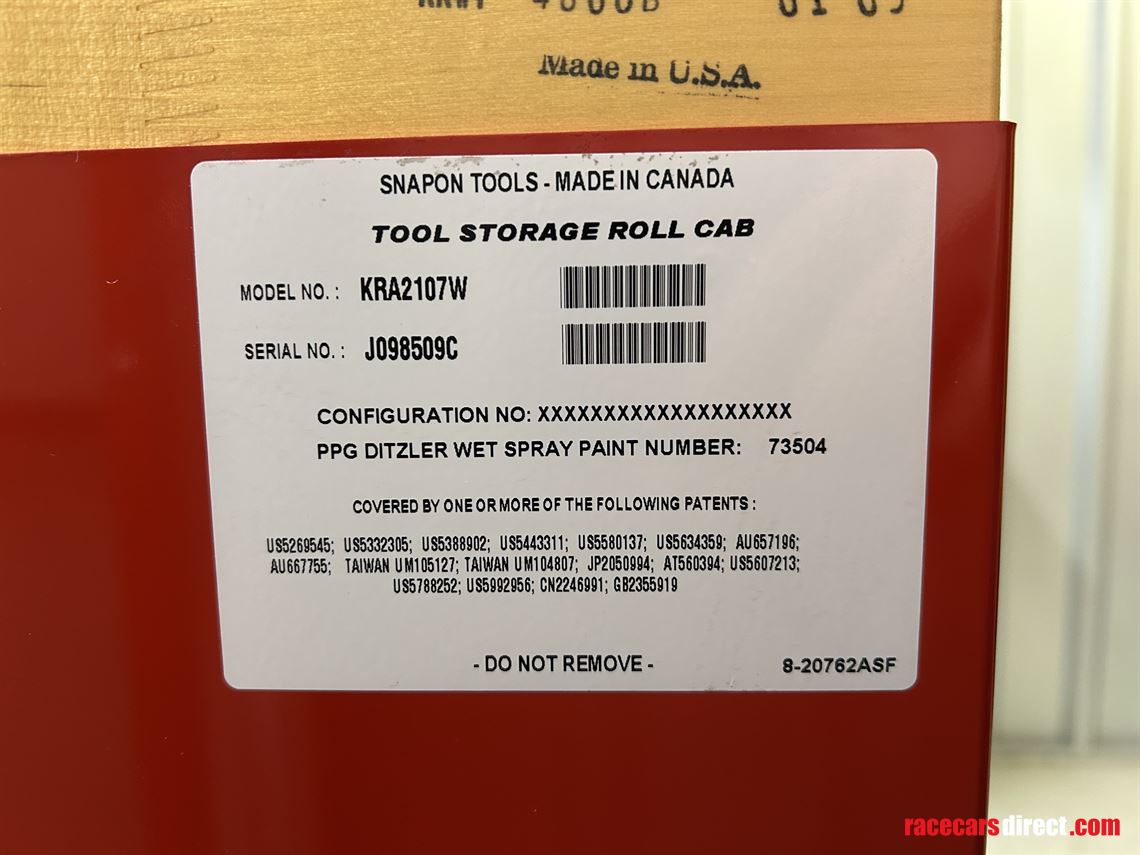 Made in U.S.A.
SNAPON TOOLS - MADE IN CANADA
TOOL STORAGE ROLL CAB
MODEL NO. : KRA2107W
SERIAL NO. : J098509C
CONFIGURATION NO: XXXXXXXXXXXXXXXXXXX
PPG DITZLER WET SPRAY PAINT NUMBER: 73504
COVERED BY ONE OR MORE OF THE FOLLOWING PATENTS :
US5269545; US5332305; US5388902; US5443311; US5580137; US5634359; AU657196;
AU667755; TAIWAN UM105127; TAIWAN UM104807; JP2050994; AT560394; US5607213;
US5788252; US5992956; CN2246991; GB2355919
- DO NOT REMOVE -
8-20762ASF
racecarsdirect.com